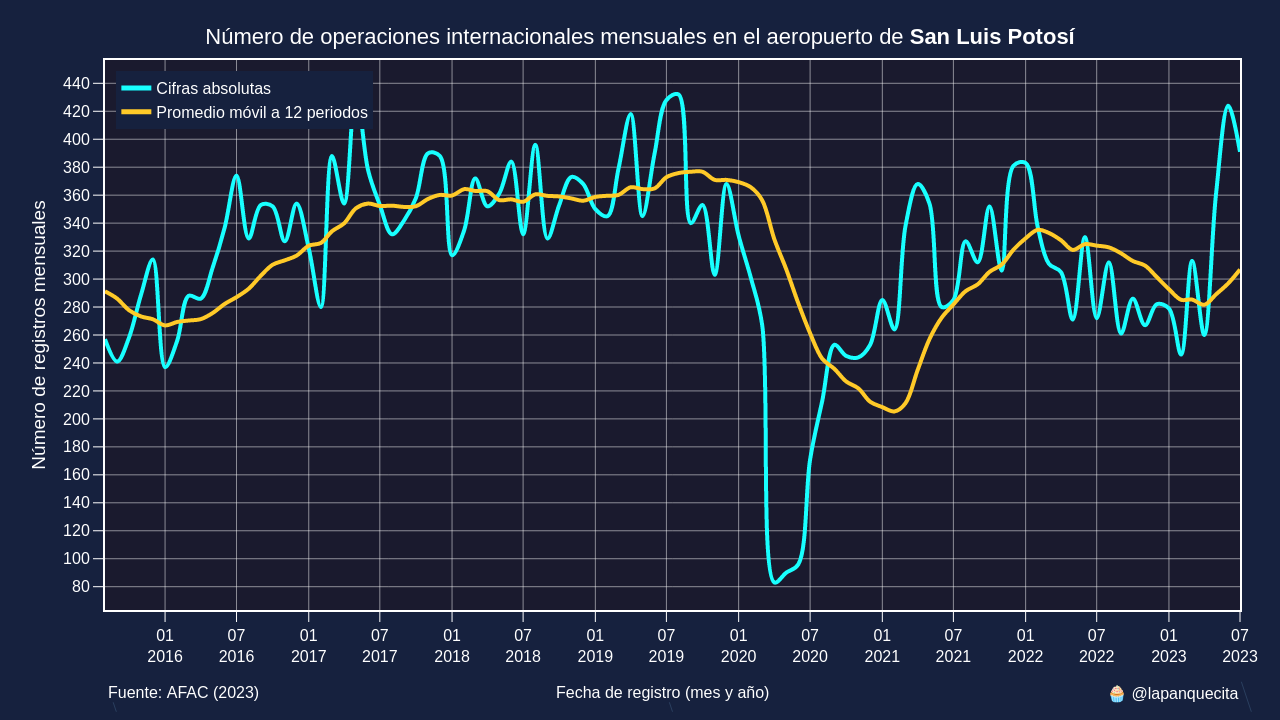 Número de operaciones internacionales mensuales en el aeropuerto de San Luis Potosí
Cifras absolutas
Promedio móvil a 12 periodos
Número de registros mensuales
440
420
400
380
360
340
320
300
280
260
240
220
200
180
160
140
120
100
80
01 07 01 07 01 07 01 07 01 07 01 07 01 07 01 07
2016 2016 2017 2017 2018 2018 2019 2019 2020 2020 2021 2021 2022 2022 2023 2023
Fuente: AFAC (2023)
Fecha de registro (mes y año)
🧁 @lapanquecita